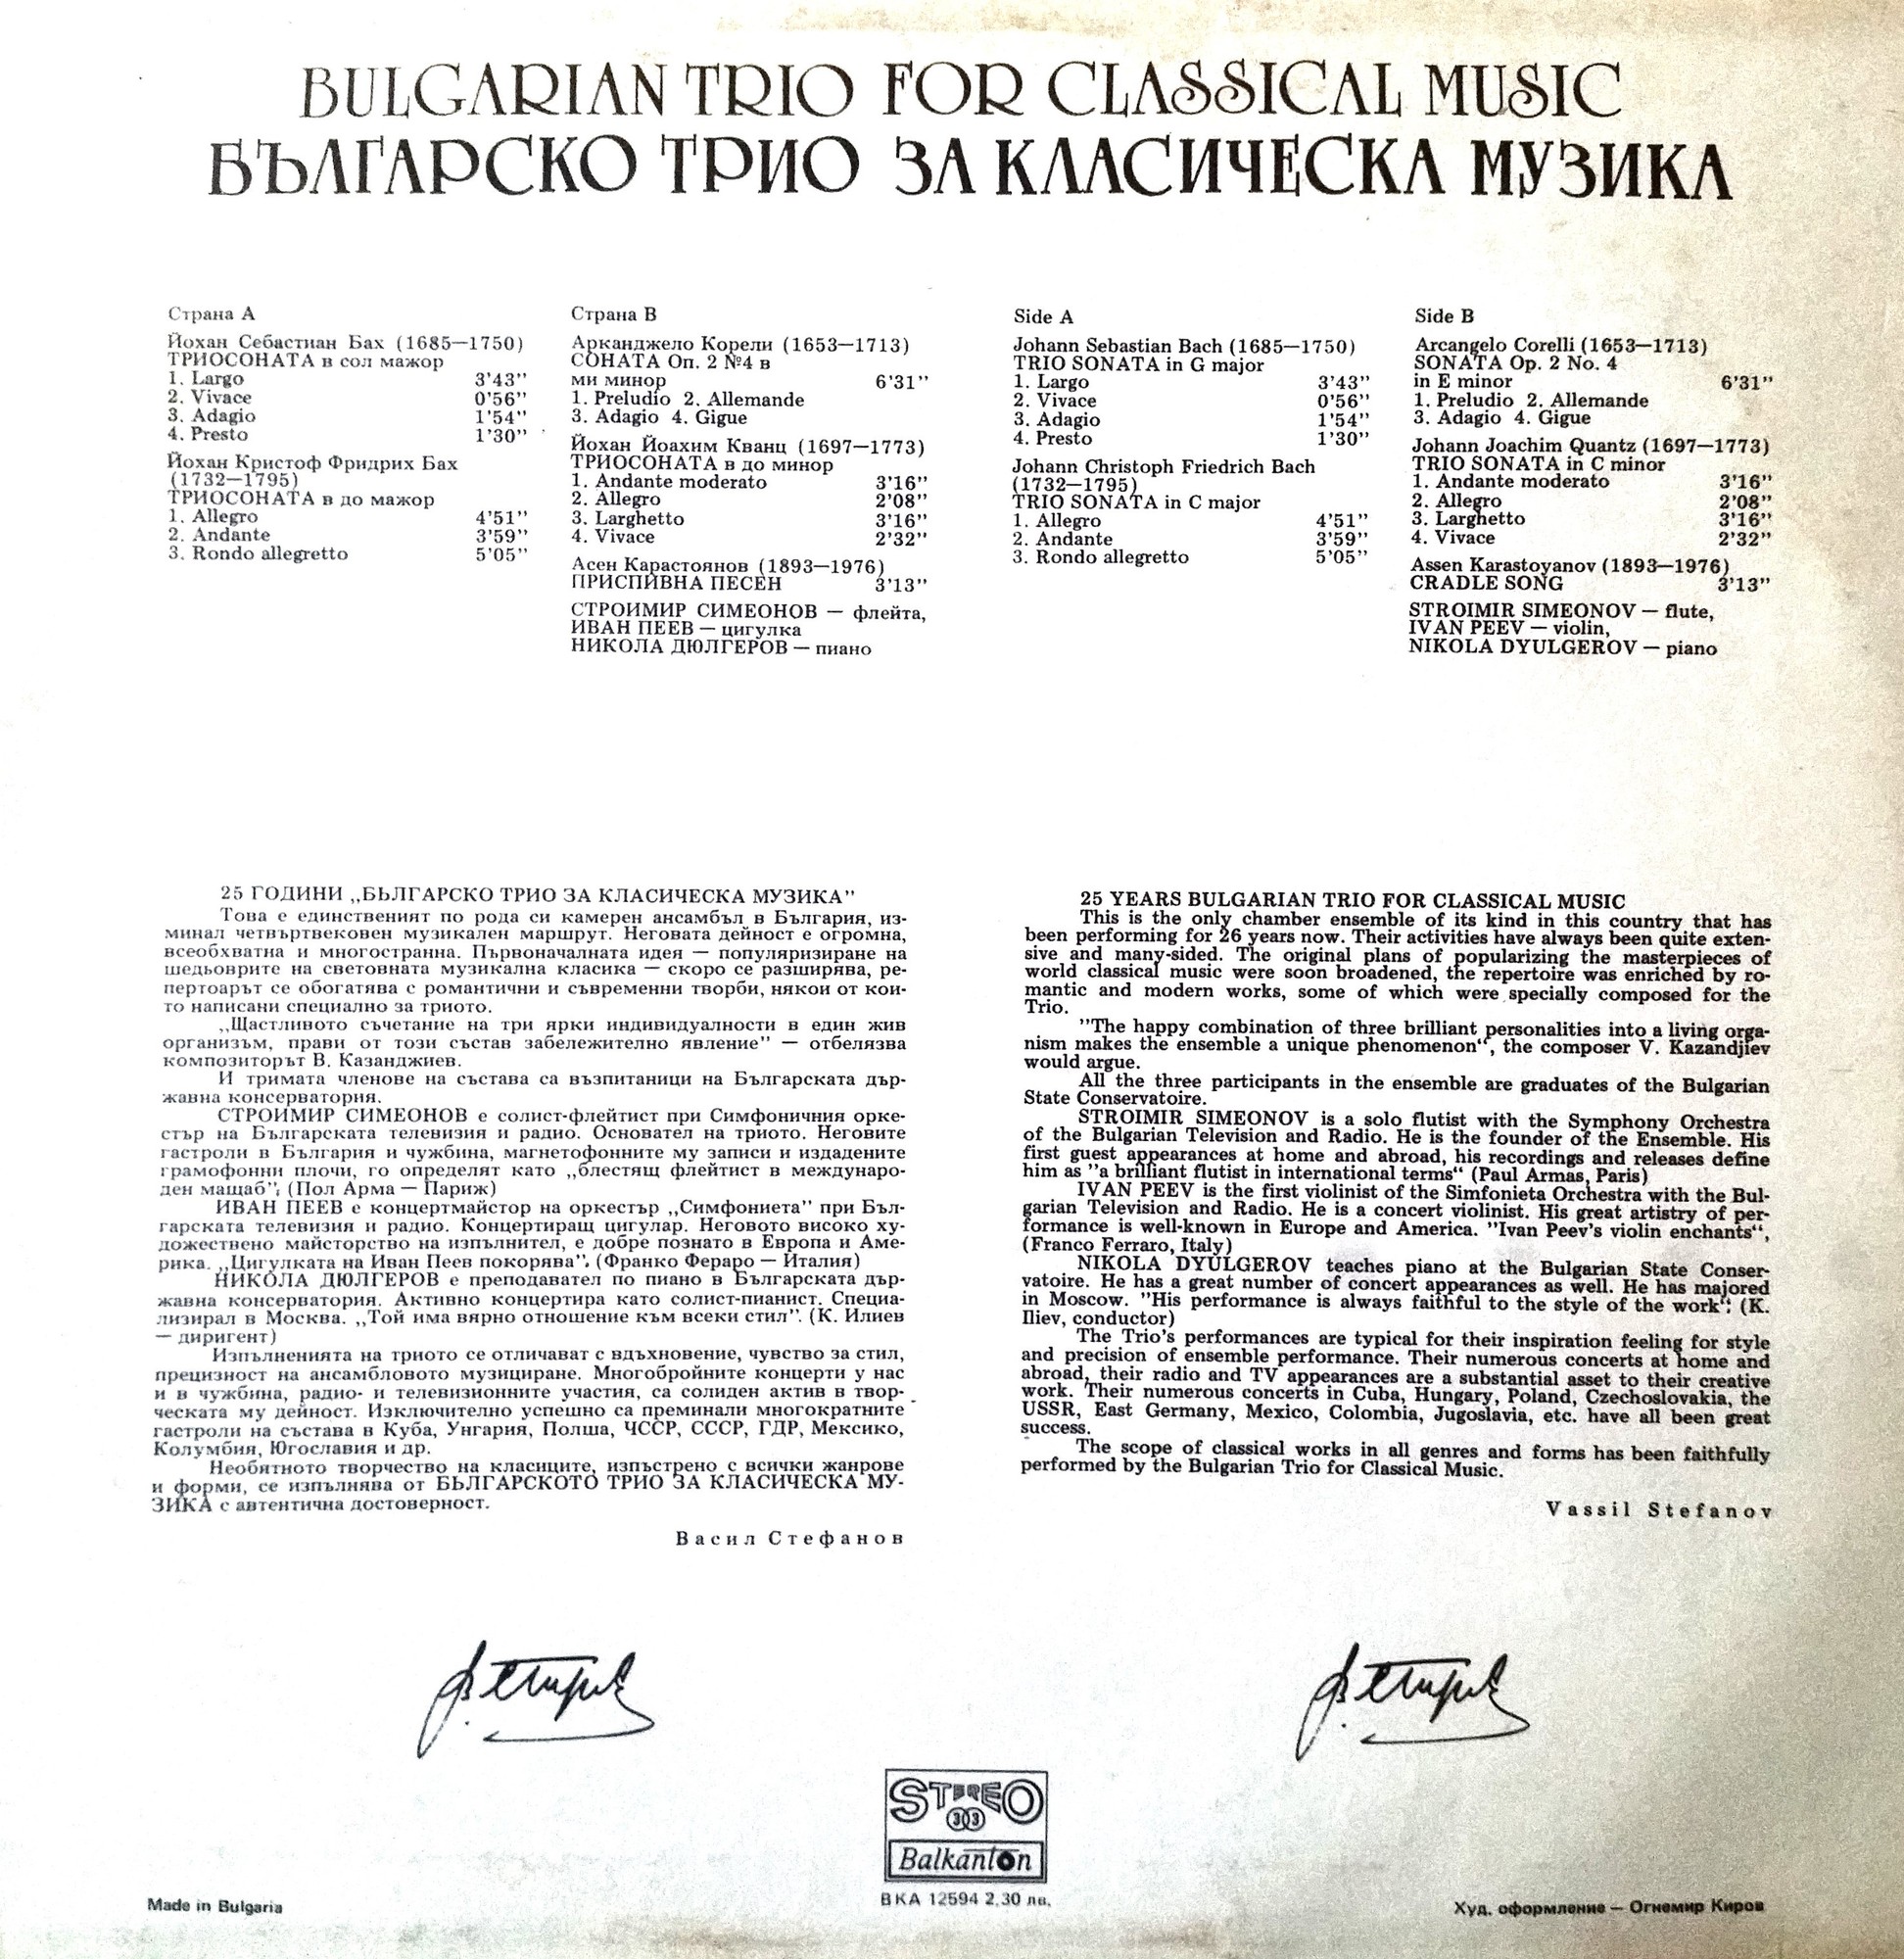 BULGARIAN TRIO FOR CLASSICAL MUSIC
БЪЛГАРСКО ТРИО ЗА КЛАСИЧЕСКА МУЗИКА
Страна А
Йохан Себастиан Бах (1685—1750)
ТРИОСОНАТА в сол мажор
1. Largo 3'43''
2. Vivace 0'56''
3. Adagio 1'54''
4. Presto 1'30''
Йохан Кристоф Фридрих Бах
(1732—1795)
ТРИОСОНАТА в до мажор
1. Allegro 4'51''
2. Andante 3'59''
3. Rondo allegretto 5'05''
Страна В
Арканджело Корели (1653—1713)
СОНАТА Оп. 2 №4 в
ми минор 6'31''
1. Preludio 2. Allemande
3. Adagio 4. Gigue
Йохан Йоахим Кванц (1697—1773)
ТРИОСОНАТА в до минор
1. Andante moderato 3'16''
2. Allegro 2'08''
3. Larghetto 3'16''
4. Vivace 2'32''
Асен Карастоянов (1893—1976)
ПРИСПИВНА ПЕСЕН 3'13''
СТРОИМИР СИМЕОНОВ — флейта,
ИВАН ПЕЕВ — цигулка
НИКОЛА ДЮЛГЕРОВ — пиано
Side A
Johann Sebastian Bach (1685—1750)
TRIO SONATA in G major
1. Largo 3'43''
2. Vivace 0'56''
3. Adagio 1'54''
4. Presto 1'30''
Johann Christoph Friedrich Bach
(1732—1795)
TRIO SONATA in C major
1. Allegro 4'51''
2. Andante 3'59''
3. Rondo allegretto 5'05''
Side B
Arcangelo Corelli (1653—1713)
SONATA Op. 2 No. 4
in E minor 6'31''
1. Preludio 2. Allemande
3. Adagio 4. Gigue
Johann Joachim Quantz (1697—1773)
TRIO SONATA in C minor
1. Andante moderato 3'16''
2. Allegro 2'08''
3. Larghetto 3'16''
4. Vivace 2'32''
Assen Karastoyanov (1893—1976)
CRADLE SONG 3'13''
STROIMIR SIMEONOV — flute,
IVAN PEEV — violin,
NIKOLA DYULGEROV — piano
25 ГОДИНИ ,,БЪЛГАРСКО ТРИО ЗА КЛАСИЧЕСКА МУЗИКА''
Това е единственият по рода си камерен ансамбъл в България, из-
минал четвъртвековен музикален маршрут. Неговата дейност е огромна,
всеобхватна и многостранна. Първоначалната идея — популяризиране на
шедьоврите на световната музикална класика — скоро се разширява, ре-
пертоарът се обогатява с романтични и съвременни творби, някои от кои-
то написани специално за триото.
,,Щастливото съчетание на три ярки индивидуалности в един жив
организъм, прави от този състав забележително явление'' — отбелязва
композиторът В. Казанджиев.
И тримата членове на състава са възпитаници на Българската дър-
жавна консерватория.
СТРОИМИР СИМЕОНОВ е солист-флейтист при Симфоничния орке-
стър на Българската телевизия и радио. Основател на триото. Неговите
гастроли в България и чужбина, магнетофонните му записи и издадените
грамофонни плочи, го определят като ,,блестящ флейтист в междунаро-
ден мащаб''; (Пол Арма — Париж)
ИВАН ПЕЕВ е концертмайстор на оркестър ,,Симфониета'' при Бъл-
гарската телевизия и радио. Концертиращ цигулар. Неговото високо ху-
дожествено майсторство на изпълнител, е добре познато в Европа и Аме-
рика. ,,Цигулката на Иван Пеев покорява''. (Франко Фераро — Италия)
НИКОЛА ДЮЛГЕРОВ е преподавател по пиано в Българската дър-
жавна консерватория. Активно концертира като солист-пианист. Специа-
лизирал в Москва. ,,Той има вярно отношение към всеки стил''. (К. Илиев
— диригент)
Изпълненията на триото се отличават с вдъхновение, чувство за стил,
прецизност на ансамбловото музициране. Многобройните концерти у нас
и в чужбина, радио- и телевизионните участия, са солиден актив в твор-
ческата му дейност. Изключително успешно са преминали многократните
гастроли на състава в Куба, Унгария, Полша, ЧССР, СССР, ГДР, Мексико,
Колумбия, Югославия и др.
Необятното творчество на класиците, изпъстрено с всички жанрове
и форми, се изпълнява от БЪЛГАРСКОТО ТРИО ЗА КЛАСИЧЕСКА МУ-
ЗИКА с автентична достоверност.
Васил Стефанов
25 YEARS BULGARIAN TRIO FOR CLASSICAL MUSIC
This is the only chamber ensemble of its kind in this country that has
been performing for 26 years now. Their activities have always been quite exten-
sive and many-sided. The original plans of popularizing the masterpieces of
world classical music were soon broadened, the repertoire was enriched by ro-
mantic and modern works, some of which were specially composed for the
Trio.
''The happy combination of three brilliant personalities into a living orga-
nism makes the ensemble a unique phenomenon“, the composer V. Kazandjiev
would argue.
All the three participants in the ensemble are graduates of the Bulgarian
State Conservatoire.
STROIMIR SIMEONOV is a solo flutist with the Symphony Orchestra
of the Bulgarian Television and Radio. He is the founder of the Ensemble. His
first guest appearances at home and abroad, his recordings and releases define
him as ''a brilliant flutist in international terms“ (Paul Armas, Paris)
IVAN PEEV is the first violinist of the Simfonieta Orchestra with the Bul-
garian Television and Radio. He is a concert violinist. His great artistry of per-
formance is well-known in Europe and America. ''Ivan Peev's violin enchants“,
(Franco Ferraro, Italy)
NIKOLA DYULGEROV teaches piano at the Bulgarian State Conser-
vatoire. He has a great number of concert appearances as well. He has majored
in Moscow. ''His performance is always faithful to the style of the work“; (K.
Iliev, conductor)
The Trio's performances are typical for their inspiration feeling for style
and precision of ensemble performance. Their numerous concerts at home and
abroad, their radio and TV appearances are a substantial asset to their creative
work. Their numerous concerts in Cuba, Hungary, Poland, Czechoslovakia, the
USSR, East Germany, Mexico, Colombia, Jugoslavia, etc. have all been great
success.
The scope of classical works in all genres and forms has been faithfully
performed by the Bulgarian Trio for Classical Music.
Vassil Stefanov
STEREO
33
Balkanton
ВКА 12594 2.30 лв.
Made in Bulgaria
Худ. оформление — Огнемир Киров